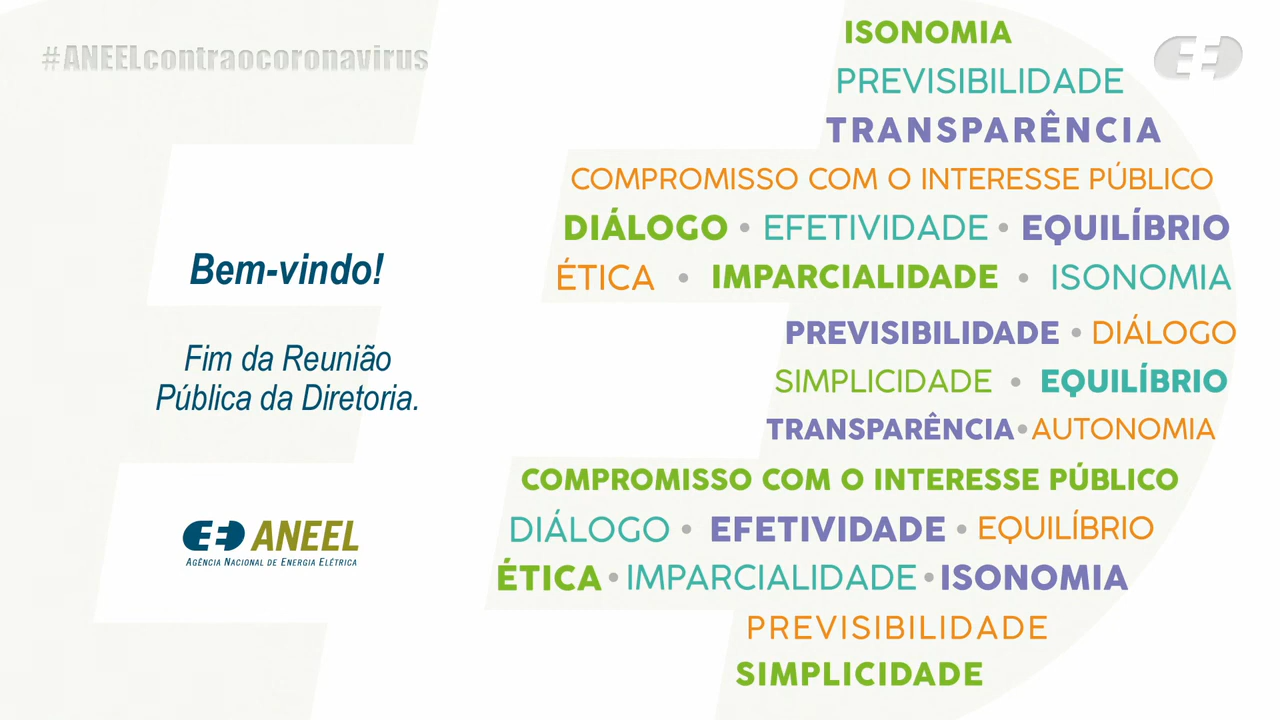 #ANEELcontraocoronavirus
Bem-vindo!
Fim da Reunião
Pública da Diretoria.
ANEEL
AGÊNCIA NACIONAL DE ENERGIA ELÉTRICA
ISONOMIA
PREVISIBILIDADE
TRANSPARÊNCIA
COMPROMISSO COM O INTERESSE PÚBLICO
DIÁLOGO • EFETIVIDADE • EQUILÍBRIO
ÉTICA • IMPARCIALIDADE • ISONOMIA
PREVISIBILIDADE • DIÁLOGO
SIMPLICIDADE • EQUILÍBRIO
TRANSPARÊNCIA • AUTONOMIA
COMPROMISSO COM O INTERESSE PÚBLICO
DIÁLOGO • EFETIVIDADE • EQUILÍBRIO
ÉTICA • IMPARCIALIDADE • ISONOMIA
PREVISIBILIDADE
SIMPLICIDADE